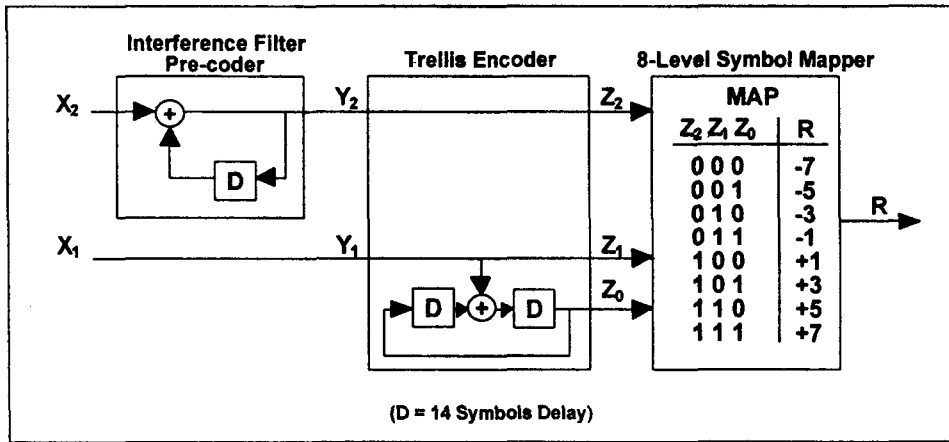 Interference Filter
Pre-coder
Trellis Encoder
8-Level Symbol Mapper
X2
+
D
Y2
Z2
MAP
Z2 Z1 Z0 R
0 0 0 -7
0 0 1 -5
0 1 0 -3
0 1 1 -1
1 0 0 +1
1 0 1 +3
1 1 0 +5
1 1 1 +7
R
X1
Y1
Z1
D
+
D
Z0
(D = 14 Symbols Delay)